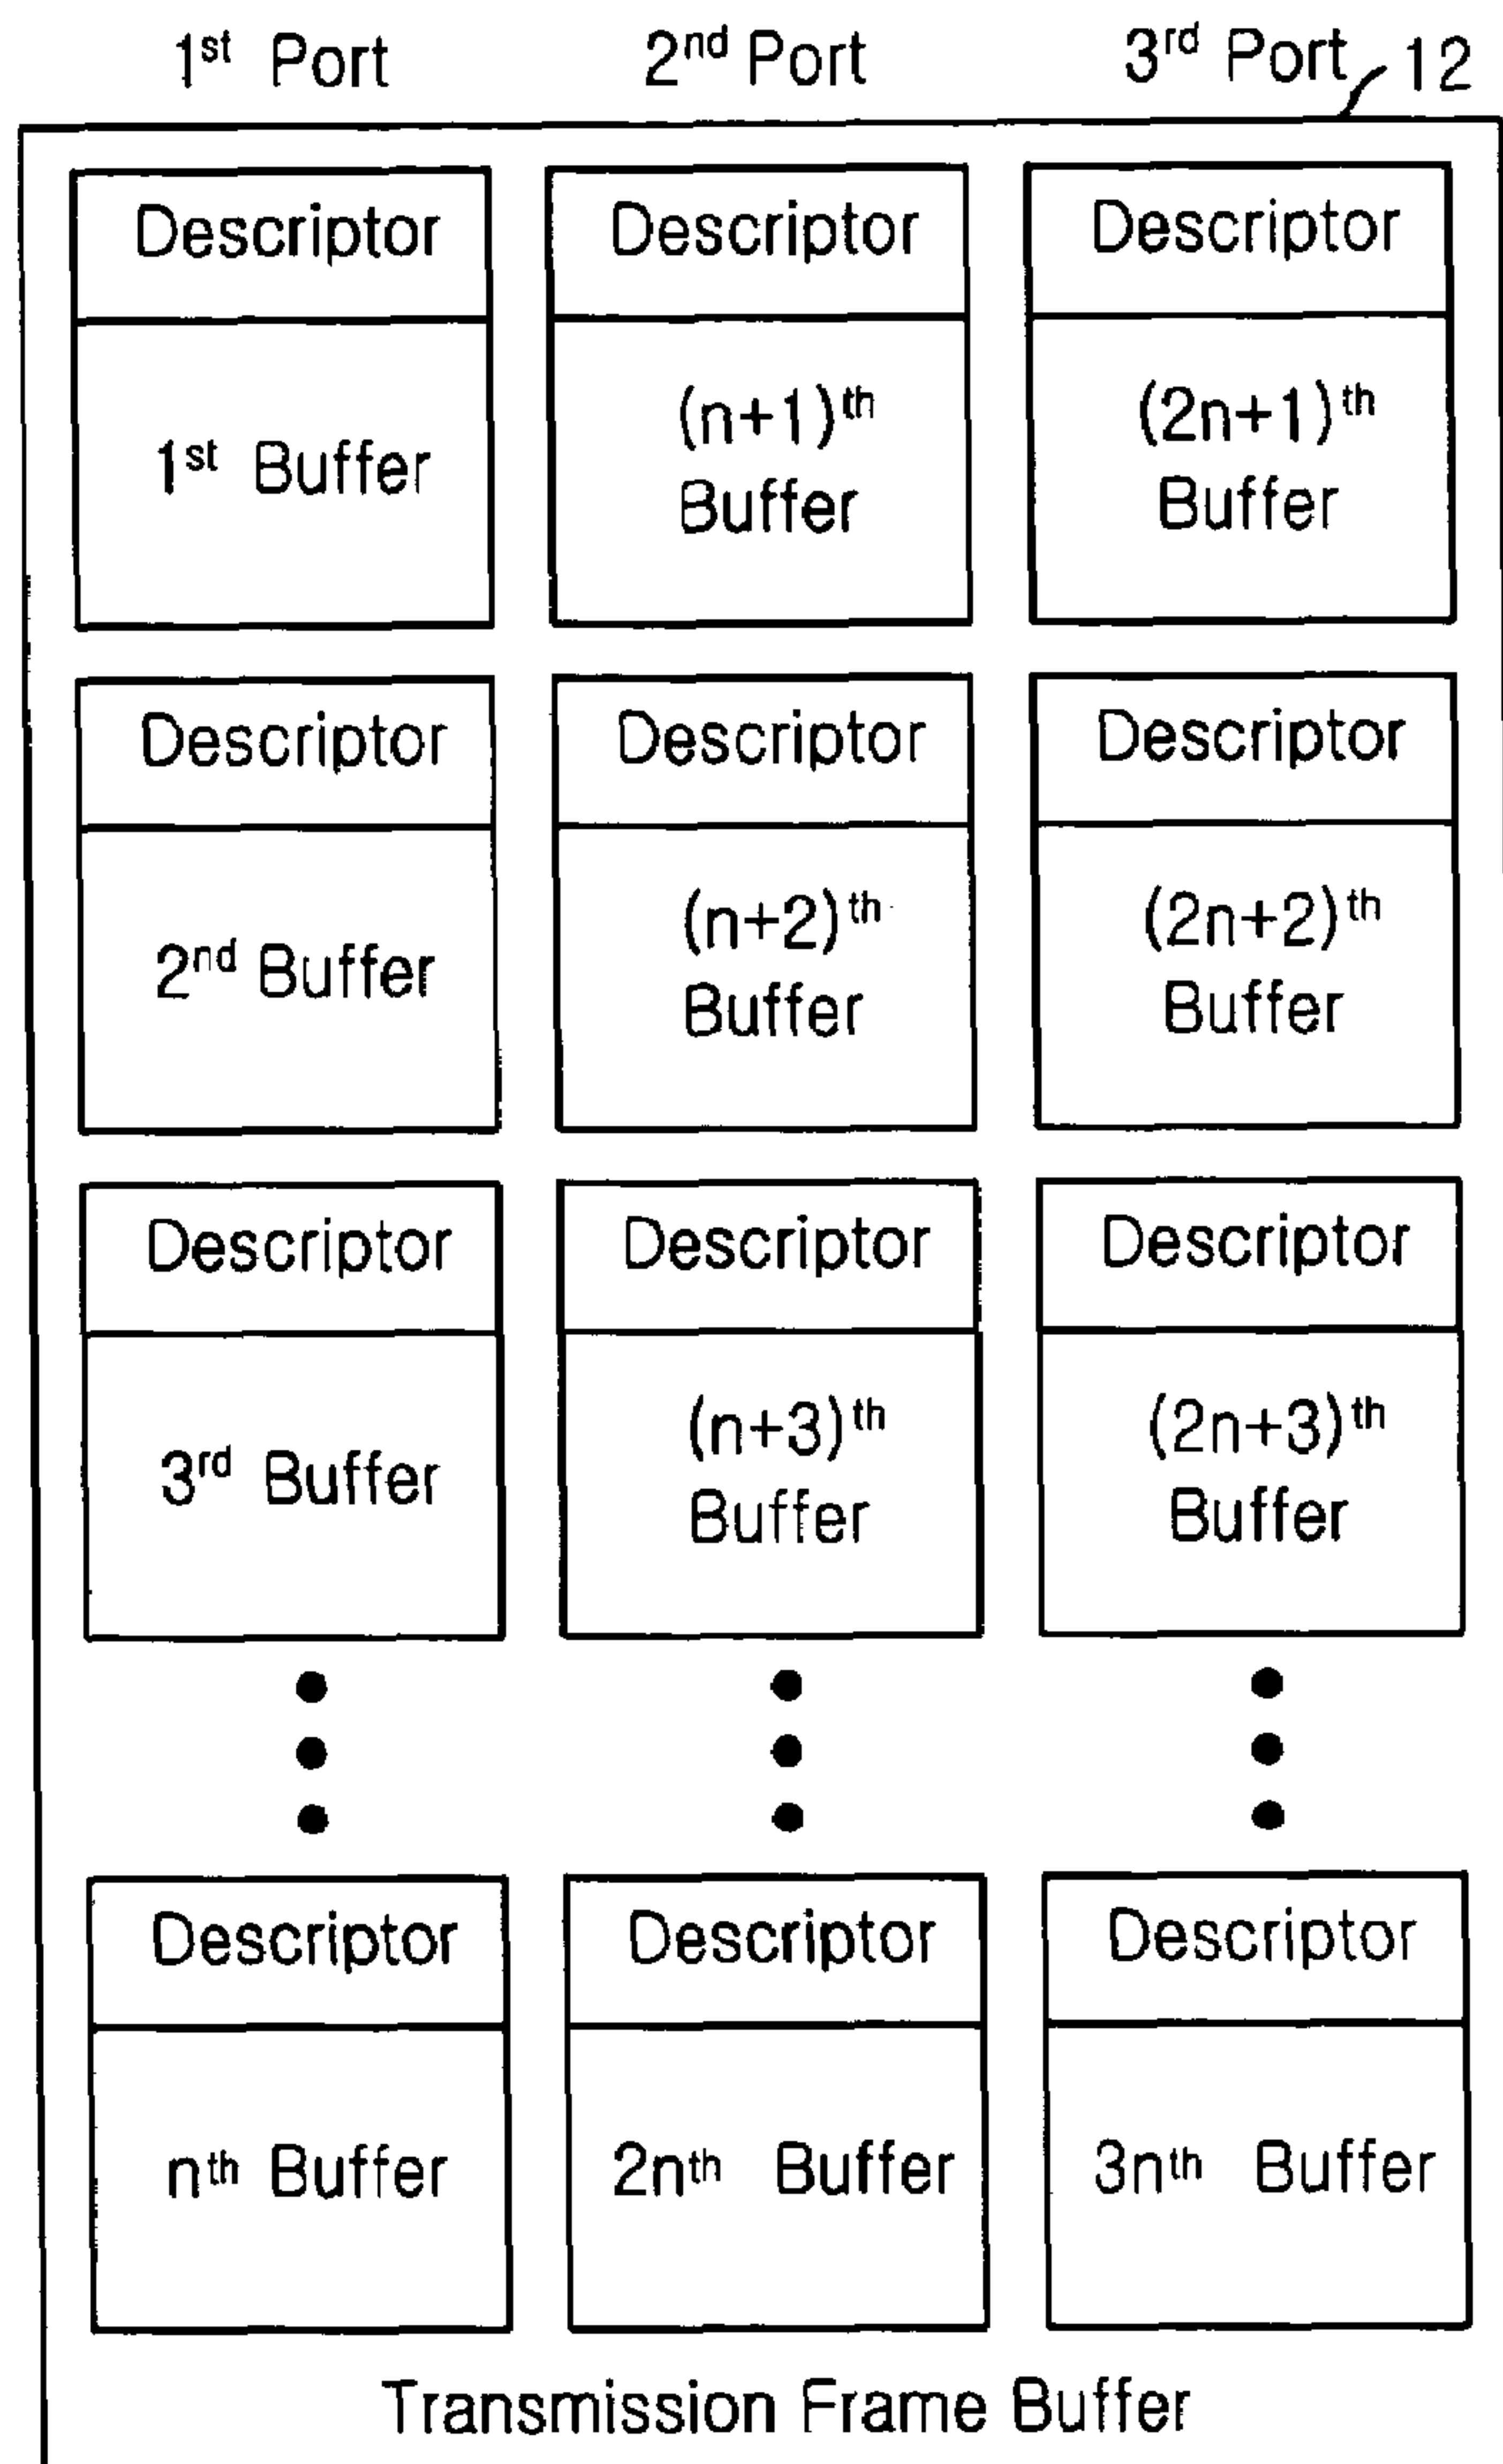 1st Port 2nd Port 3rd Port 12
Descriptor Descriptor Descriptor
1st Buffer
(n+1)th
Buffer
(2n+1)th
Buffer
Descriptor Descriptor Descriptor
2nd Buffer
(n+2)th
Buffer
(2n+2)th
Buffer
Descriptor Descriptor Descriptor
3rd Buffer
(n+3)th
Buffer
(2n+3)th
Buffer
Descriptor Descriptor Descriptor
nth Buffer 2nth Buffer 3nth Buffer
Transmission Frame Buffer